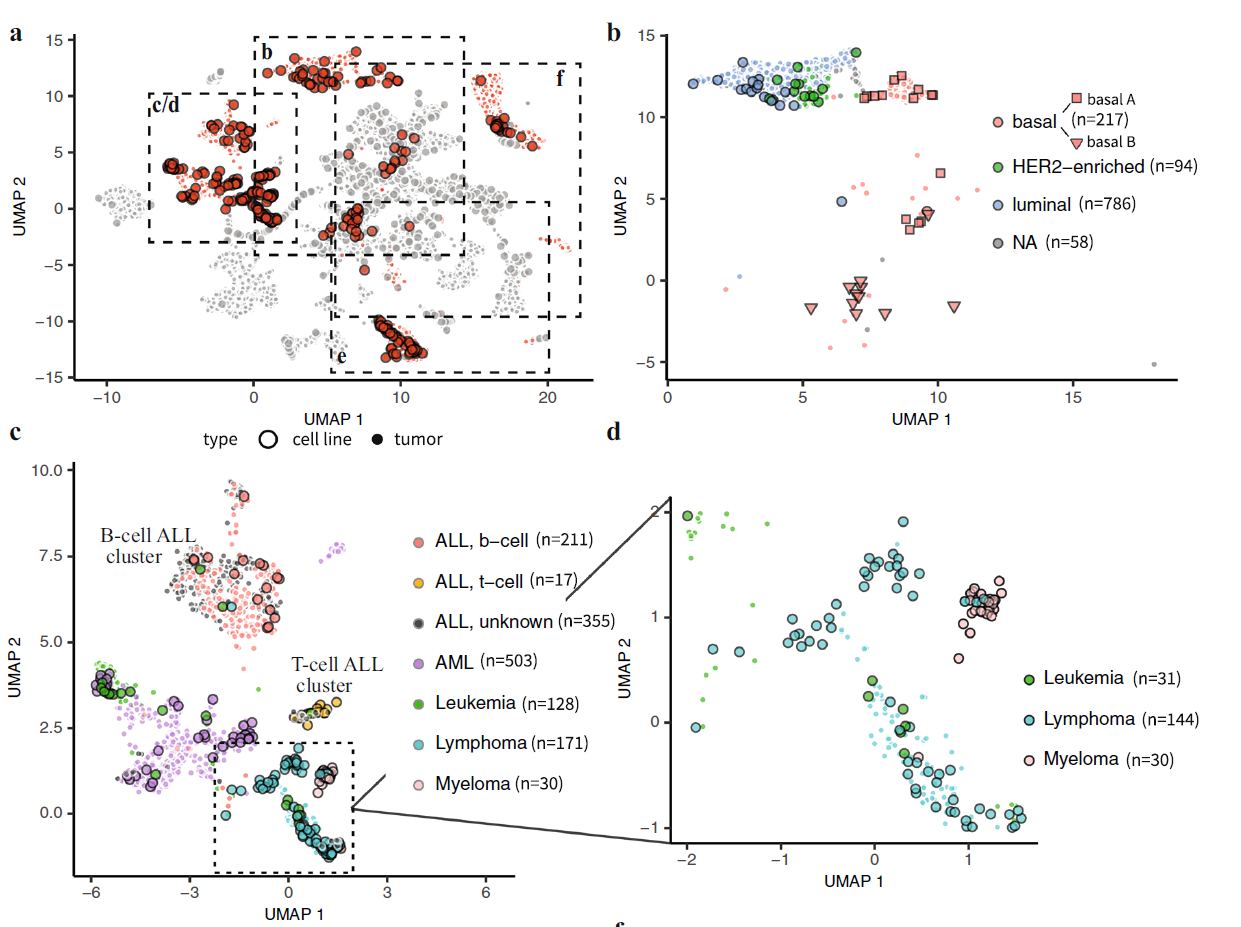 a
15
10
5
0
−5
−10
−15
UMAP 2
−10
0
10
20
UMAP 1
b
f
c/d
e
type
cell line
tumor
b
15
10
5
0
−5
UMAP 2
0
5
10
15
UMAP 1
basal A
basal (n=217)
basal B
HER2−enriched (n=94)
luminal (n=786)
NA (n=58)
c
10.0
7.5
5.0
2.5
0.0
UMAP 2
−6
−3
0
3
6
UMAP 1
B-cell ALL
cluster
T-cell ALL
cluster
ALL, b−cell (n=211)
ALL, t−cell (n=17)
ALL, unknown (n=355)
AML (n=503)
Leukemia (n=128)
Lymphoma (n=171)
Myeloma (n=30)
d
2
1
0
−1
UMAP 2
−2
−1
0
1
UMAP 1
Leukemia (n=31)
Lymphoma (n=144)
Myeloma (n=30)